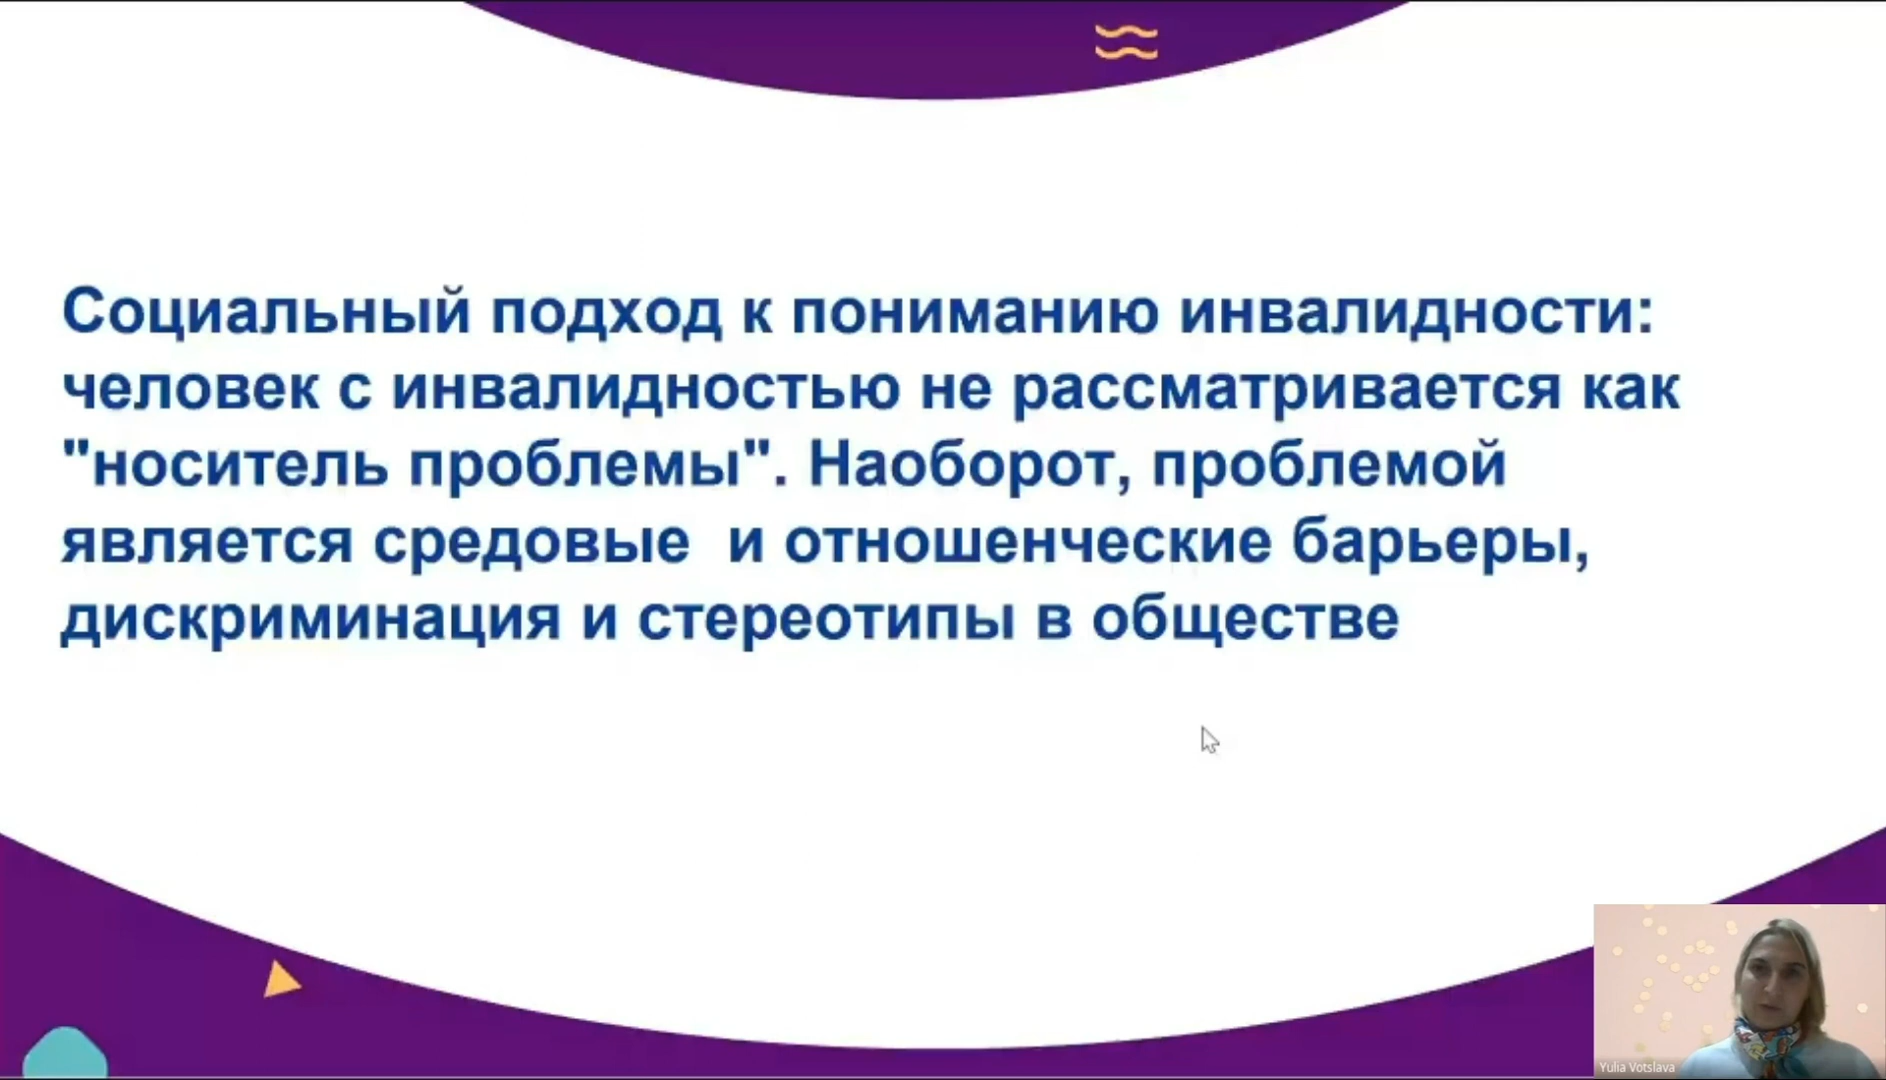 Социальный подход к пониманию инвалидности:
человек с инвалидностью не рассматривается как
"носитель проблемы". Наоборот, проблемой
является средовые  и отношенческие барьеры,
дискриминация и стереотипы в обществе
Yulia Votslava